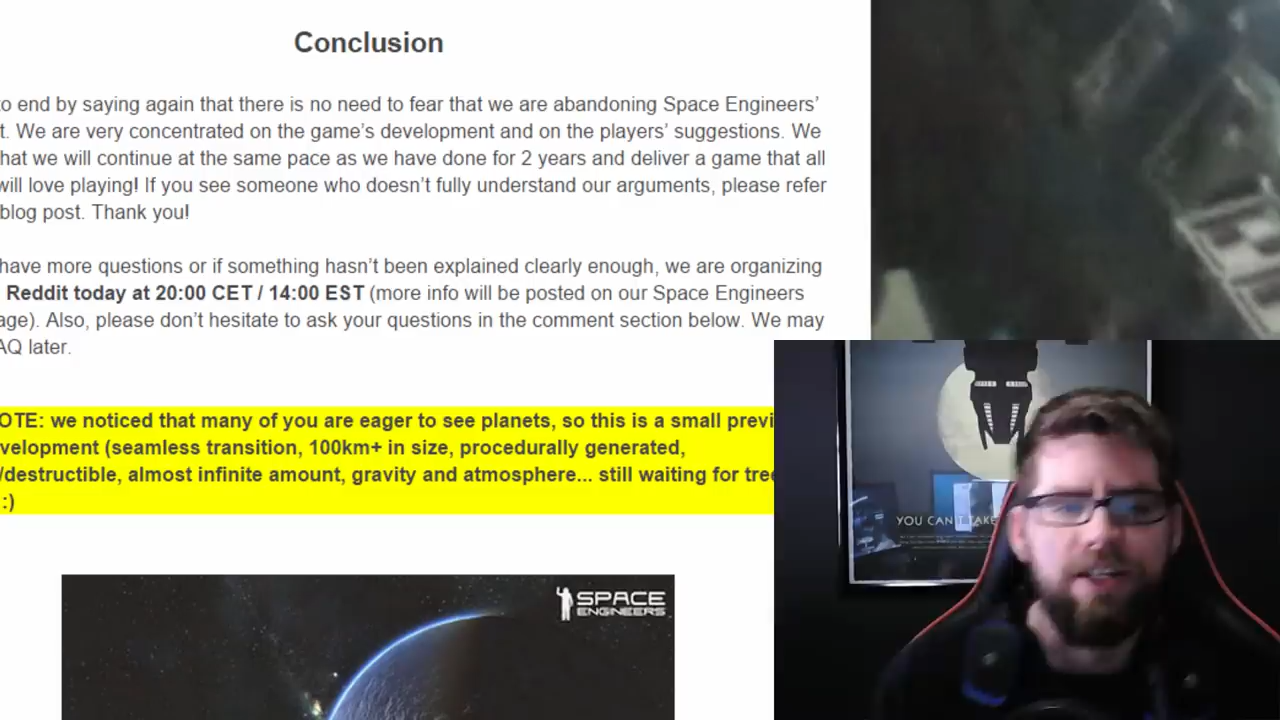 Conclusion
to end by saying again that there is no need to fear that we are abandoning Space Engineers’
t. We are very concentrated on the game’s development and on the players’ suggestions. We
hat we will continue at the same pace as we have done for 2 years and deliver a game that all
will love playing! If you see someone who doesn’t fully understand our arguments, please refer
blog post. Thank you!
have more questions or if something hasn’t been explained clearly enough, we are organizing
Reddit today at 20:00 CET / 14:00 EST (more info will be posted on our Space Engineers
age). Also, please don’t hesitate to ask your questions in the comment section below. We may
AQ later.
OTE: we noticed that many of you are eager to see planets, so this is a small previ
velopment (seamless transition, 100km+ in size, procedurally generated,
/destructible, almost infinite amount, gravity and atmosphere... still waiting for tree
:)
SPACE
ENGINEERS
YOU CAN'T TAKE